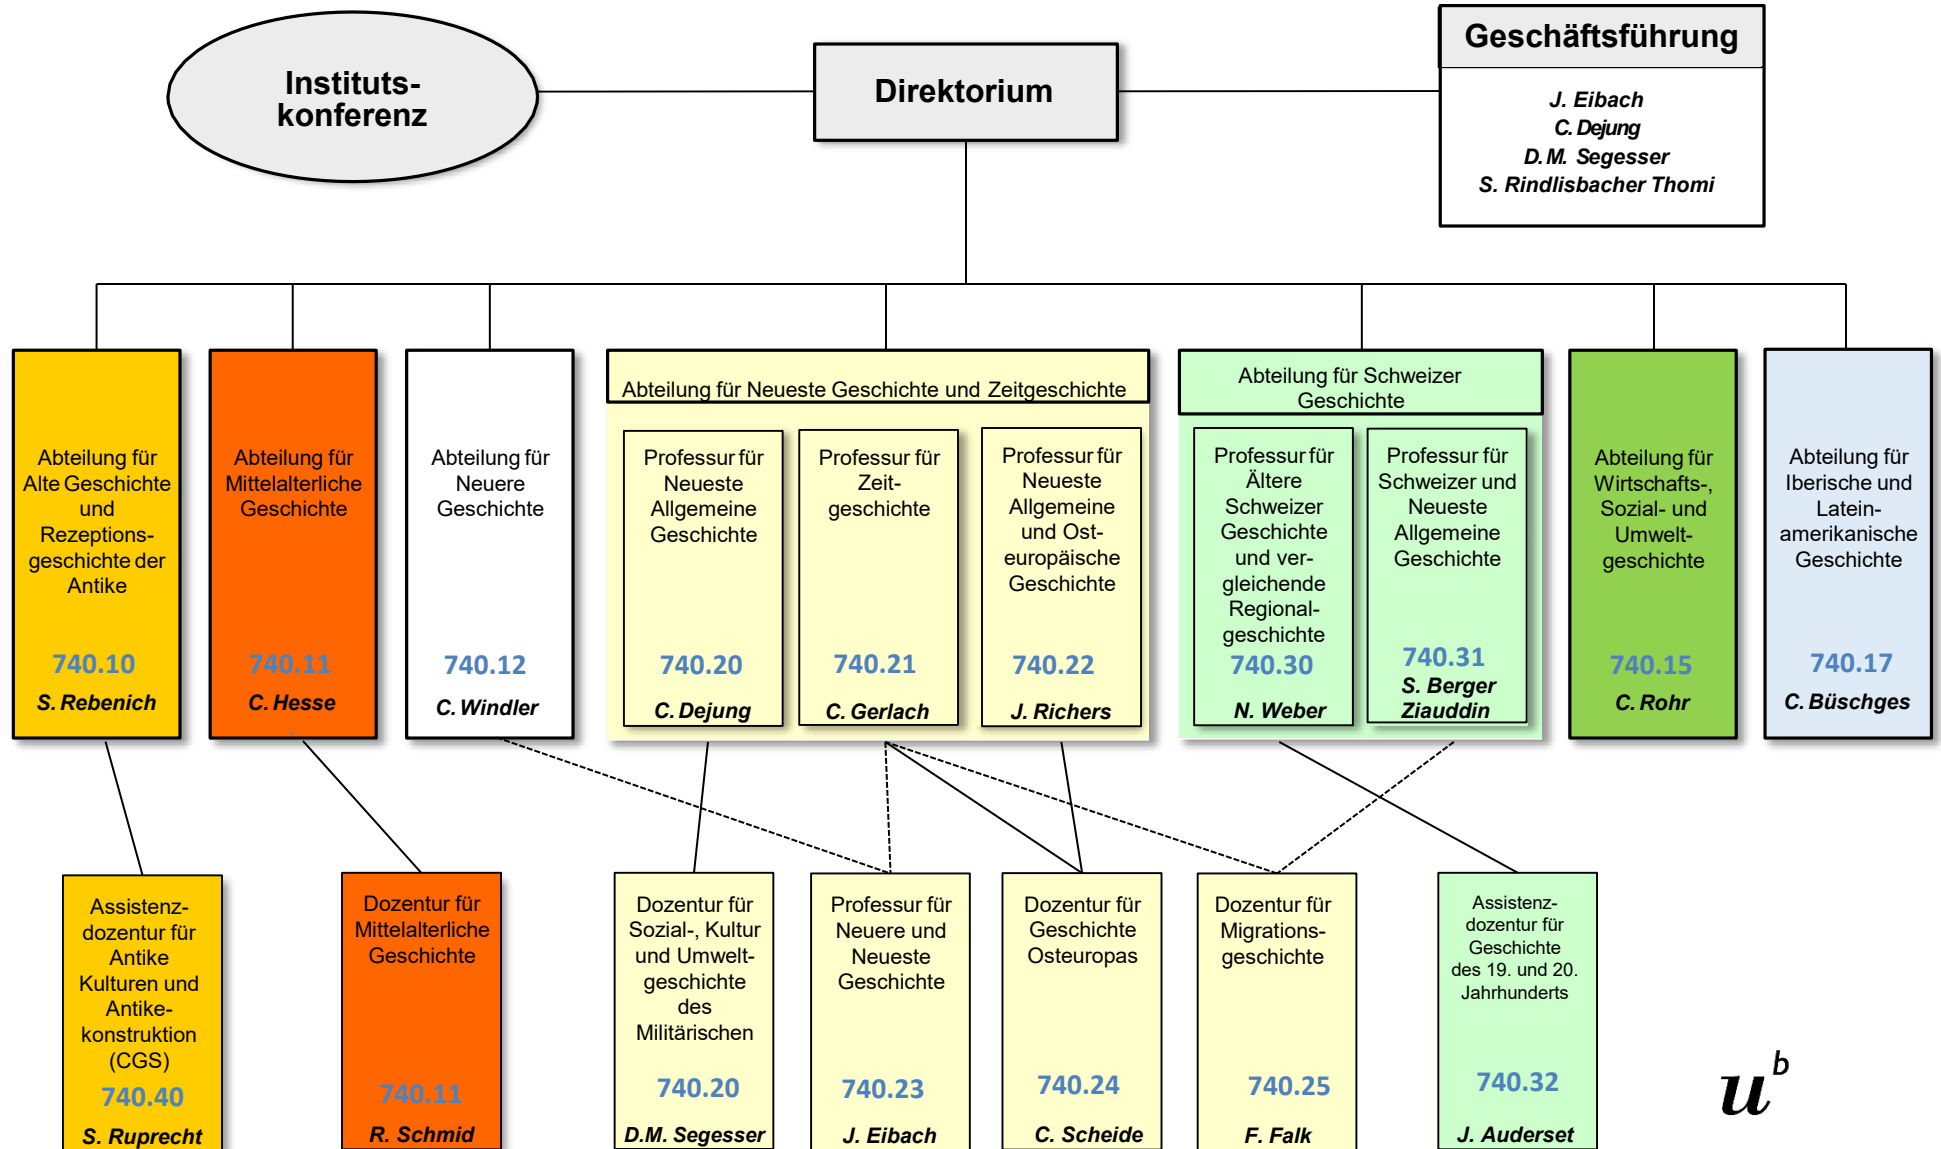 Instituts-
konferenz
Direktorium
Geschäftsführung
J. Eibach
C. Dejung
D.M. Segesser
S. Rindlisbacher Thomi
Abteilung für
Alte Geschichte
und
Rezeptions-
geschichte der
Antike
740.10
S. Rebenich
Abteilung für
Mittelalterliche
Geschichte
740.11
C. Hesse
Abteilung für
Neuere
Geschichte
740.12
C. Windler
Abteilung für Neueste Geschichte und Zeitgeschichte
Professur für
Neueste
Allgemeine
Geschichte
740.20
C. Dejung
Professur für
Zeit-
geschichte
740.21
C. Gerlach
Professur für
Neueste
Allgemeine
und Ost-
europäische
Geschichte
740.22
J. Richers
Abteilung für Schweizer
Geschichte
Professur für
Ältere
Schweizer
Geschichte
und ver-
gleichende
Regional-
geschichte
740.30
N. Weber
Professur für
Schweizer und
Neueste
Allgemeine
Geschichte
740.31
S. Berger
Ziauddin
Abteilung für
Wirtschafts-,
Sozial- und
Umwelt-
geschichte
740.15
C. Rohr
Abteilung für
Iberische und
Latein-
amerikanische
Geschichte
740.17
C. Büschges
Assistenz-
dozentur für
Antike
Kulturen und
Antike-
konstruktion
(CGS)
740.40
S. Ruprecht
Dozentur für
Mittelalterliche
Geschichte
740.11
R. Schmid
Dozentur für
Sozial-, Kultur
und Umwelt-
geschichte
des
Militärischen
740.20
D.M. Segesser
Professur für
Neuere und
Neueste
Geschichte
740.23
J. Eibach
Dozentur für
Geschichte
Osteuropas
740.24
C. Scheide
Dozentur für
Migrations-
geschichte
740.25
F. Falk
Assistenz-
dozentur für
Geschichte
des 19. und 20.
Jahrhunderts
740.32
J. Auderset
u b